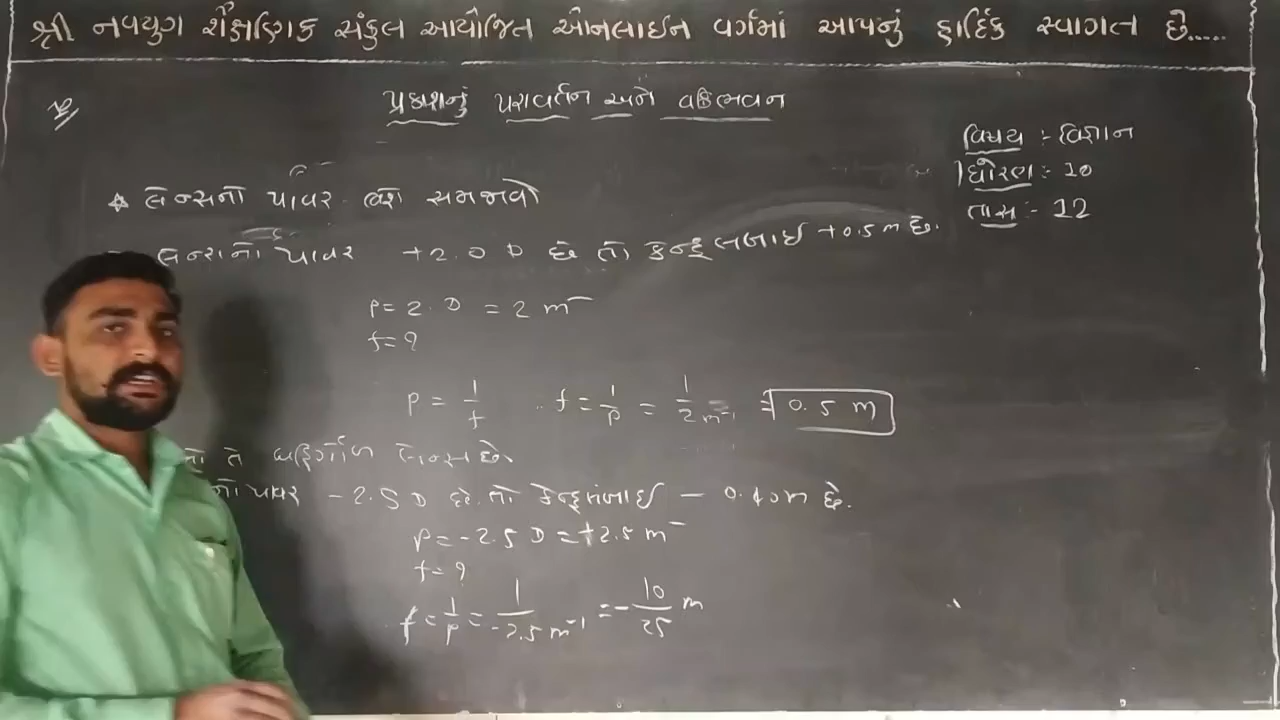 શ્રી નવયુગ શૈક્ષણિક સંકુલ આયોજિત ઓનલાઈન વર્ગમાં આપનું હાર્દિક સ્વાગત છે.....
પ્રકાશનું પરાવર્તન અને વક્રિભવન
વિષય :- વિજ્ઞાન
ધોરણ :- 10
તાસ :- 12
લેન્સનો પાવર સમજાવો
લેન્સનો પાવર +2.0 D છે તો કેન્દ્રલંબાઈ +0.5 m છે.
P = 2. D = 2 m⁻
f = ?
P = 1/f ∴ f = 1/P = 1/2 m⁻¹ = 0.5 m
તે બહિર્ગોળ લેન્સ છે.
નો પાવર - 2.5 D છે તો કેન્દ્રલંબાઈ - 0.40 m છે.
P = -2.5 D = +2.5 m⁻
f = ?
f = 1/P = 1/-2.5 m⁻¹ = -10/25 m